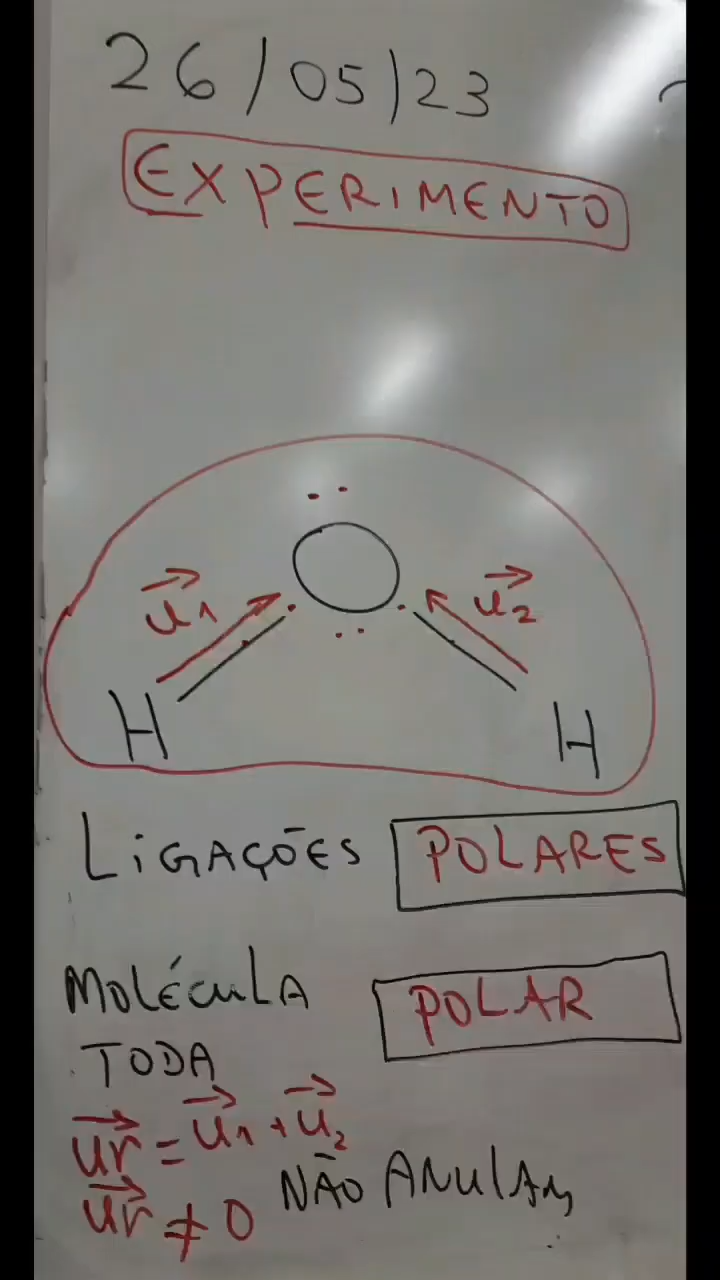 26/05/23
EXPERIMENTO
u1 u2
O
H H
LIGAÇÕES POLARES
MOLÉCULA POLAR
TODA
ur = u1 + u2
ur ≠ 0 NÃO ANULAM